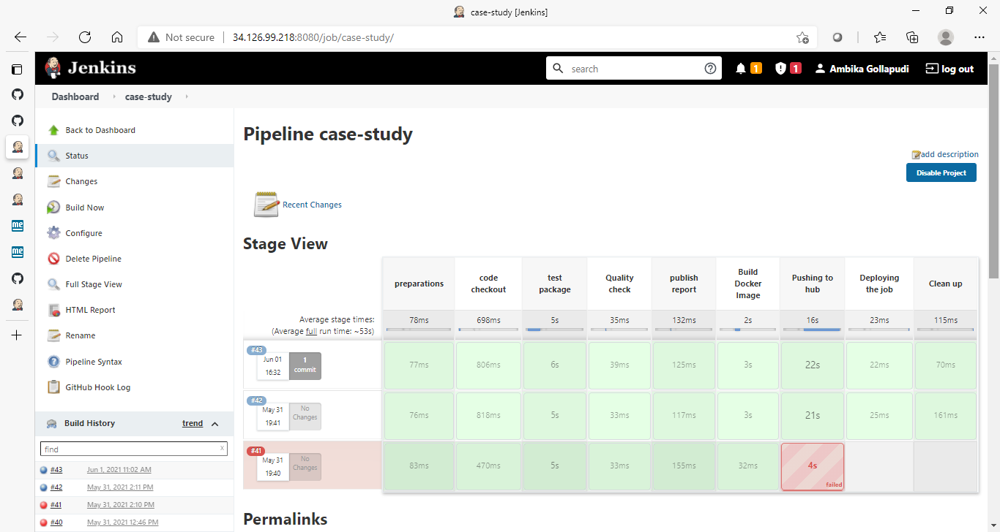 case-study [Jenkins]
Not secure
34.126.99.218:8080/job/case-study/
Jenkins
search
1
1
Ambika Gollapudi
log out
Dashboard
case-study
Back to Dashboard
Status
Changes
Build Now
Configure
Delete Pipeline
Full Stage View
HTML Report
Rename
Pipeline Syntax
GitHub Hook Log
Build History
trend
find
x
#43 Jun 1, 2021 11:02 AM
#42 May 31, 2021 2:11 PM
#41 May 31, 2021 2:10 PM
#40 May 31, 2021 12:46 PM
me
me
Pipeline case-study
add description
Disable Project
Recent Changes
Stage View
preparations
code
checkout
test
package
Quality
check
publish
report
Build
Docker
Image
Pushing to
hub
Deploying
the job
Clean up
Average stage times:
(Average full run time: ~53s)
78ms 698ms 5s 35ms 132ms 2s 16s 23ms 115ms
#43
Jun 01
16:32
1
commit
77ms 806ms 6s 39ms 125ms 3s 22s 22ms 70ms
#42
May 31
19:41
No
Changes
76ms 818ms 5s 33ms 117ms 3s 21s 25ms 161ms
#41
May 31
19:40
No
Changes
83ms 470ms 5s 33ms 155ms 32ms 4s
failed
Permalinks